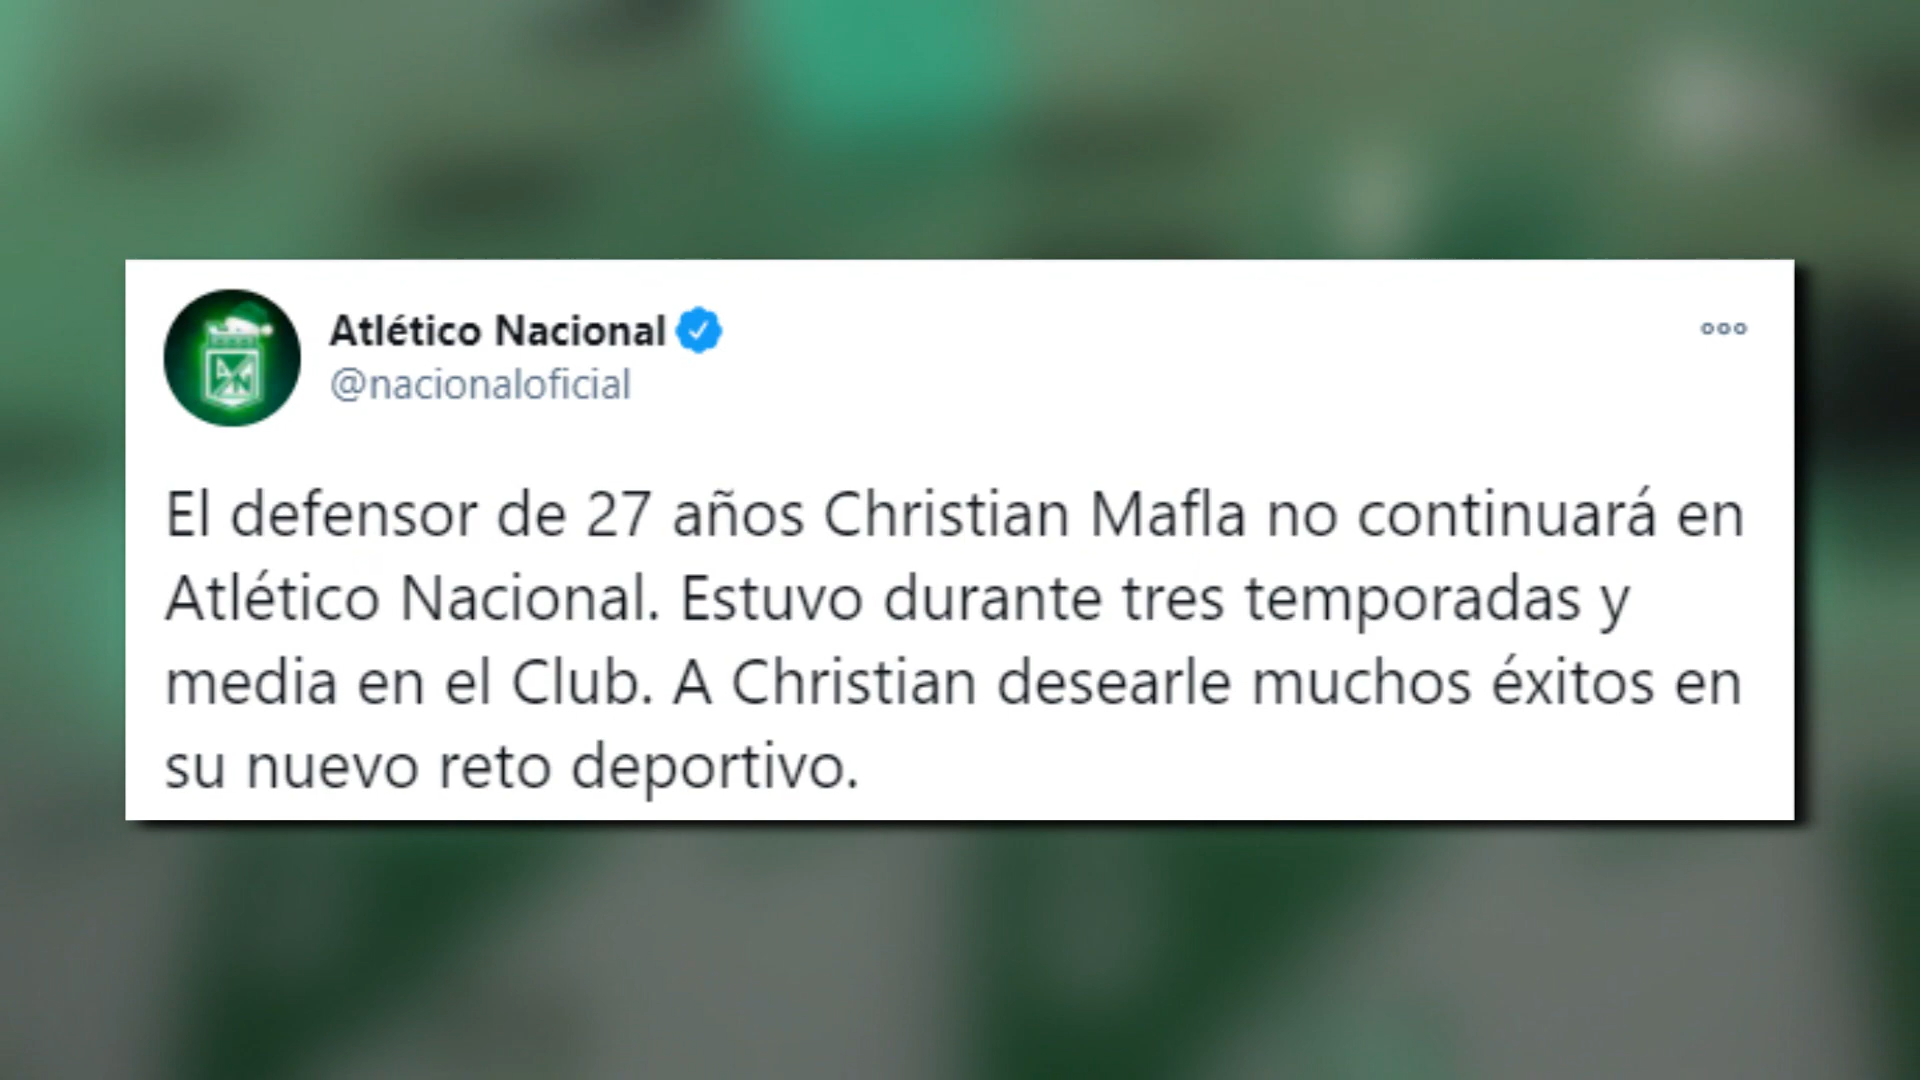 Atlético Nacional
@nacionaloficial
El defensor de 27 años Christian Mafla no continuará en
Atlético Nacional. Estuvo durante tres temporadas y
media en el Club. A Christian desearle muchos éxitos en
su nuevo reto deportivo.